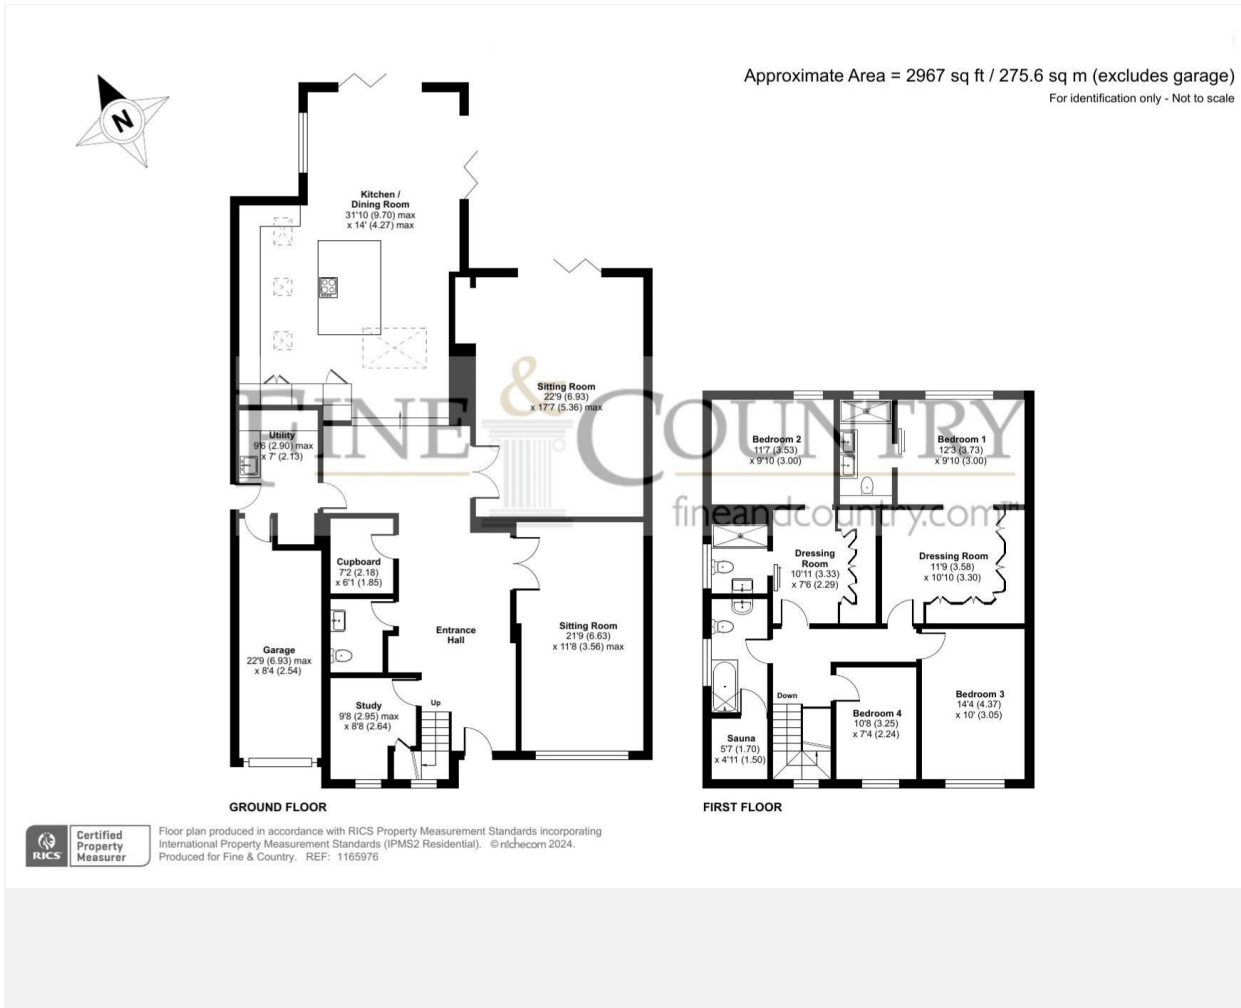 Approximate Area = 2967 sq ft / 275.6 sq m (excludes garage)
For identification only - Not to scale
N
Kitchen /
Dining Room
31'10 (9.70) max
x 14' (4.27) max
Sitting Room
22'9 (6.93)
x 17'7 (5.36) max
Utility
9'6 (2.90) max
x 7' (2.13)
Cupboard
7'2 (2.18)
x 6'1 (1.85)
Entrance
Hall
Sitting Room
21'9 (6.63)
x 11'8 (3.56) max
Garage
22'9 (6.93) max
x 8'4 (2.54)
Study
9'8 (2.95) max
x 8'8 (2.64)
Up
GROUND FLOOR
Bedroom 2
11'7 (3.53)
x 9'10 (3.00)
Bedroom 1
12'3 (3.73)
x 9'10 (3.00)
Dressing
Room
10'11 (3.33)
x 7'6 (2.29)
Dressing Room
11'9 (3.58)
x 10'10 (3.30)
Down
Bedroom 3
14'4 (4.37)
x 10' (3.05)
Bedroom 4
10'8 (3.25)
x 7'4 (2.24)
Sauna
5'7 (1.70)
x 4'11 (1.50)
FIRST FLOOR
FINE & COUNTRY
fineandcountry.com™
RICS
Certified
Property
Measurer
Floor plan produced in accordance with RICS Property Measurement Standards incorporating
International Property Measurement Standards (IPMS2 Residential). © nichecom 2024.
Produced for Fine & Country. REF: 1165976